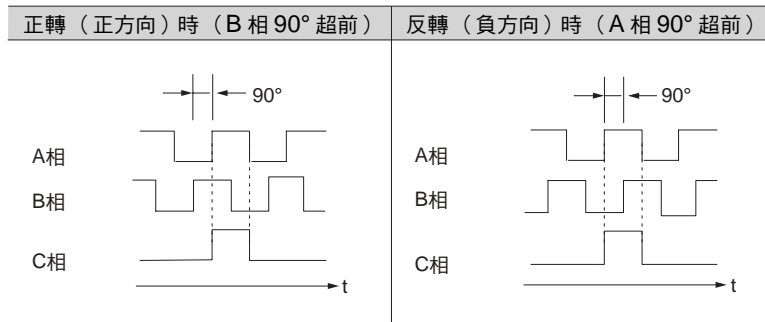 正轉（正方向）時（B 相 90° 超前）
反轉（負方向）時（A 相 90° 超前）
90°
A相
B相
C相
t
90°
A相
B相
C相
t